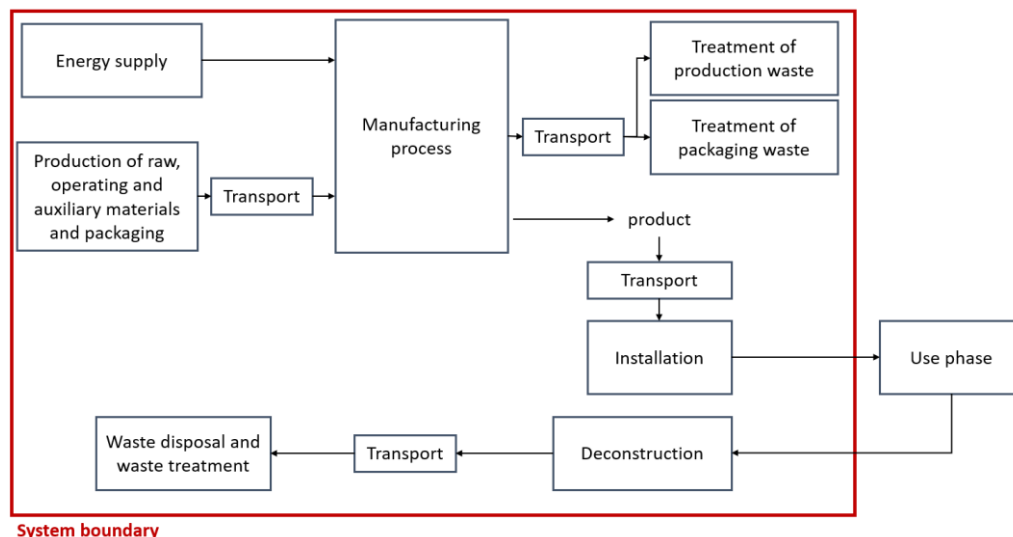 Energy supply
Manufacturing
process
Treatment of
production waste
Transport
Treatment of
packaging waste
Production of raw,
operating and
auxiliary materials
and packaging
Transport
product
Transport
Installation
Use phase
Waste disposal and
waste treatment
Transport
Deconstruction
System boundary